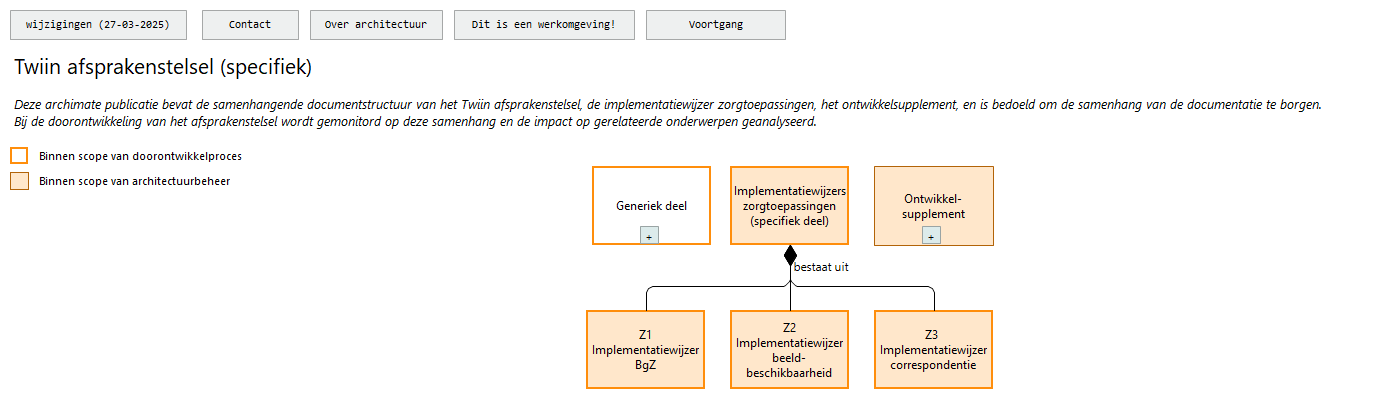 wijzigingen (27-03-2025)
Contact
Over architectuur
Dit is een werkomgeving!
Voortgang
Twiin afsprakenstelsel (specifiek)
Deze archimate publicatie bevat de samenhangende documentstructuur van het Twiin afsprakenstelsel, de implementatiewijzer zorgtoepassingen, het ontwikkelsupplement, en is bedoeld om de samenhang van de documentatie te borgen.
Bij de doorontwikkeling van het afsprakenstelsel wordt gemonitord op deze samenhang en de impact op gerelateerde onderwerpen geanalyseerd.
Binnen scope van doorontwikkelproces
Binnen scope van architectuurbeheer
Generiek deel
+
Implementatiewijzers
zorgtoepassingen
(specifiek deel)
Ontwikkel-
supplement
+
bestaat uit
Z1
Implementatiewijzer
BgZ
Z2
Implementatiewijzer
beeld-
beschikbaarheid
Z3
Implementatiewijzer
correspondentie